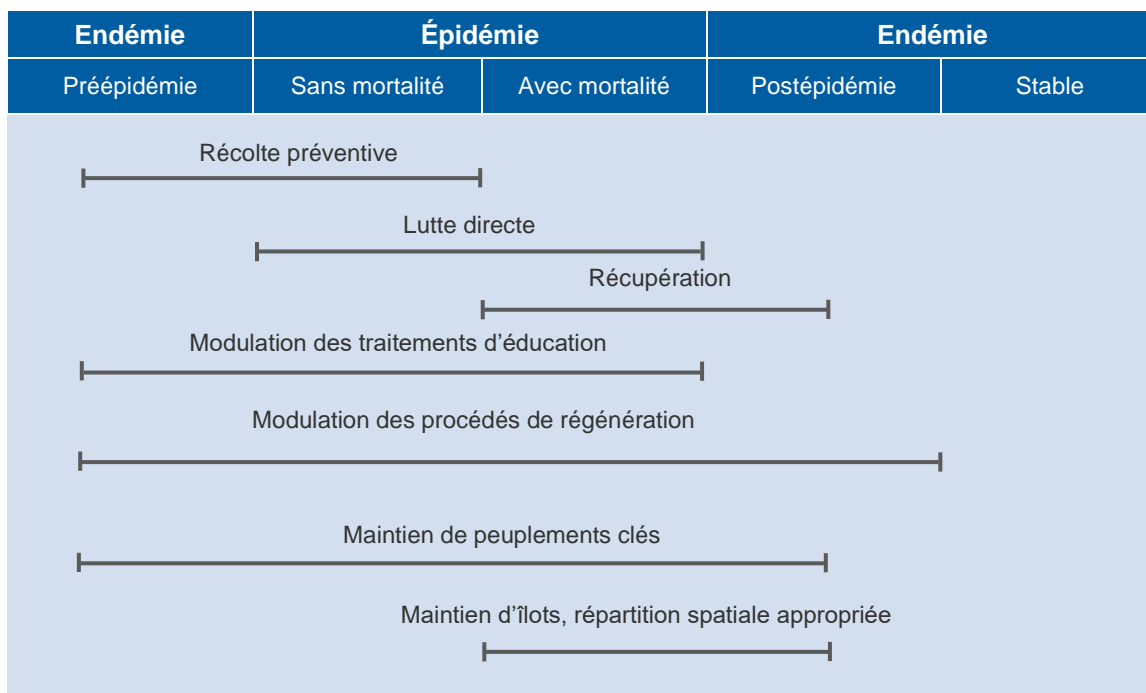 Endémie Épidémie Endémie
Préépidémie Sans mortalité Avec mortalité Postépidémie Stable
Récolte préventive
Lutte directe
Récupération
Modulation des traitements d’éducation
Modulation des procédés de régénération
Maintien de peuplements clés
Maintien d’îlots, répartition spatiale appropriée